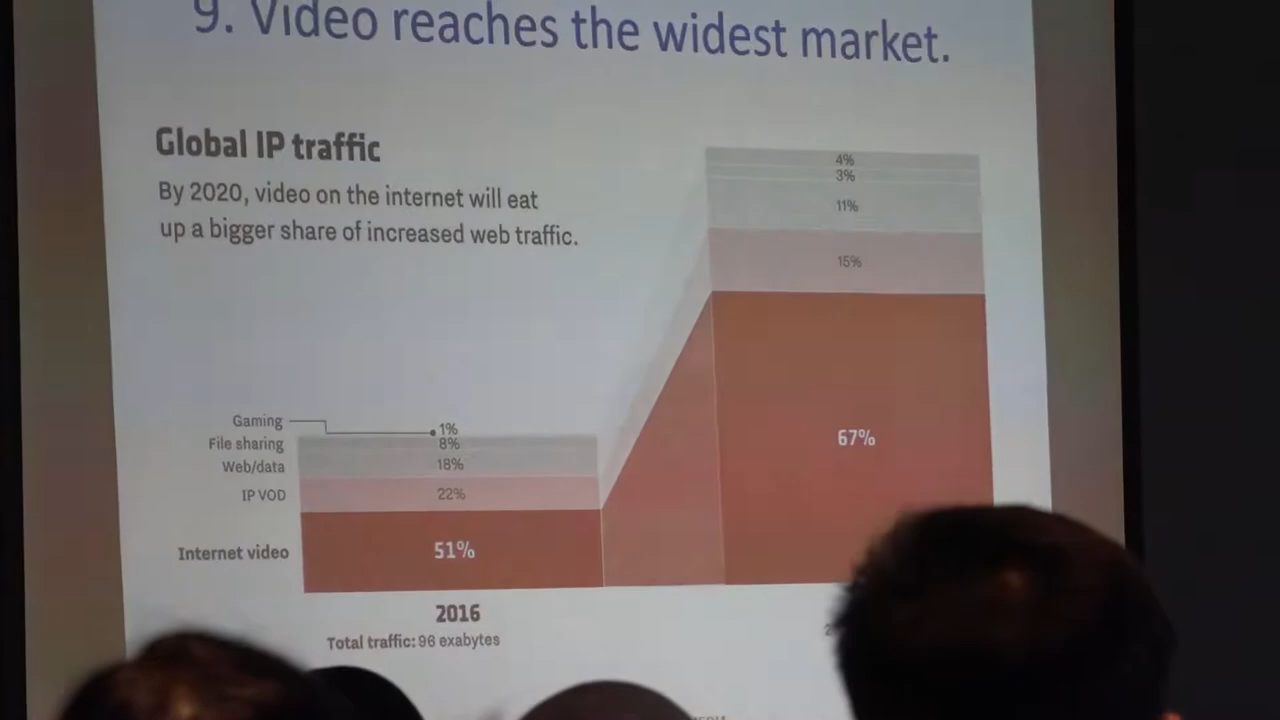 9. Video reaches the widest market.
Global IP traffic
By 2020, video on the internet will eat
up a bigger share of increased web traffic.
4%
3%
11%
15%
67%
Gaming
1%
File sharing
8%
Web/data
18%
IP VOD
22%
Internet video
51%
2016
Total traffic: 96 exabytes